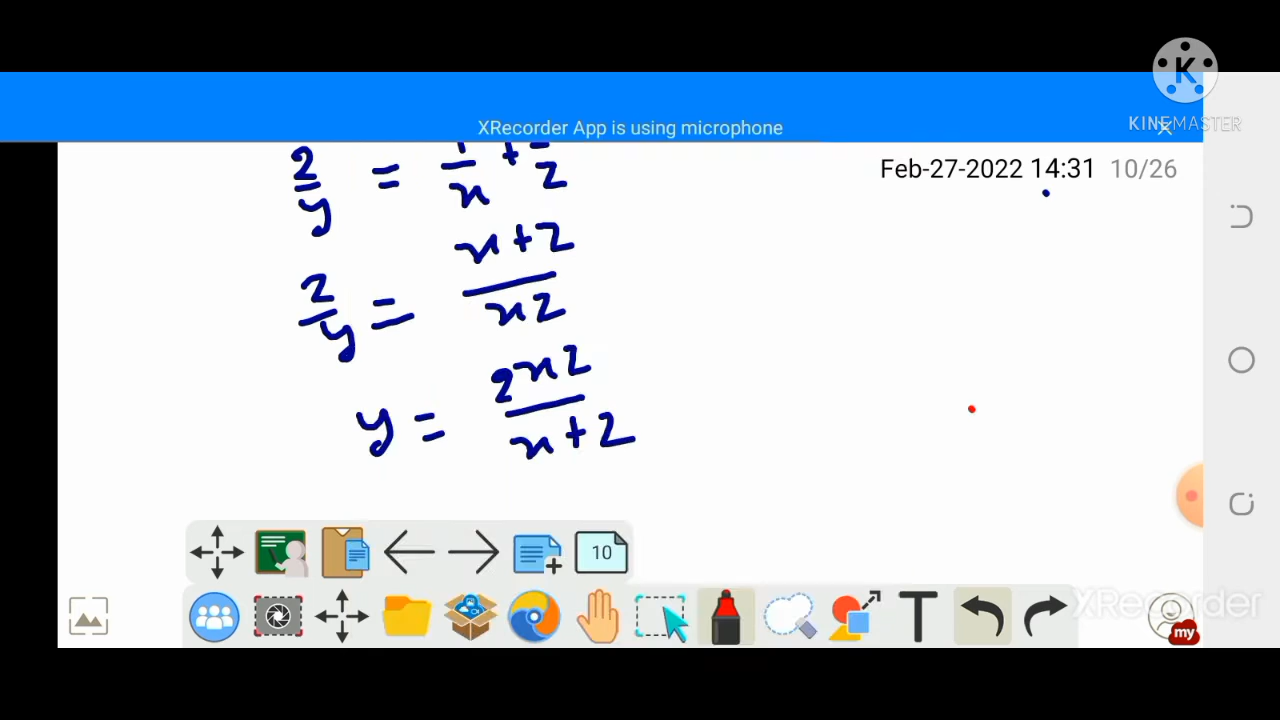 KINEMASTER
XRecorder App is using microphone
Feb-27-2022 14:31 10/26
2/y = 1/x + 1/z
2/y = x+z/xz
y = 2xz/x+z
10
XRecorder
my